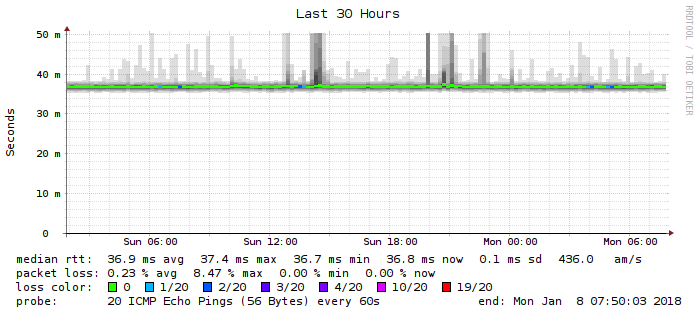 Last 30 Hours
RRDTOOL / TOBI OETIKER
Seconds
50 m
40 m
30 m
20 m
10 m
0
Sun 06:00 Sun 12:00 Sun 18:00 Mon 00:00 Mon 06:00
median rtt: 36.9 ms avg 37.4 ms max 36.7 ms min 36.8 ms now 0.1 ms sd 436.0 am/s
packet loss: 0.23 % avg 8.47 % max 0.00 % min 0.00 % now
loss color: 0 1/20 2/20 3/20 4/20 10/20 19/20
probe: 20 ICMP Echo Pings (56 Bytes) every 60s end: Mon Jan 8 07:50:03 2018